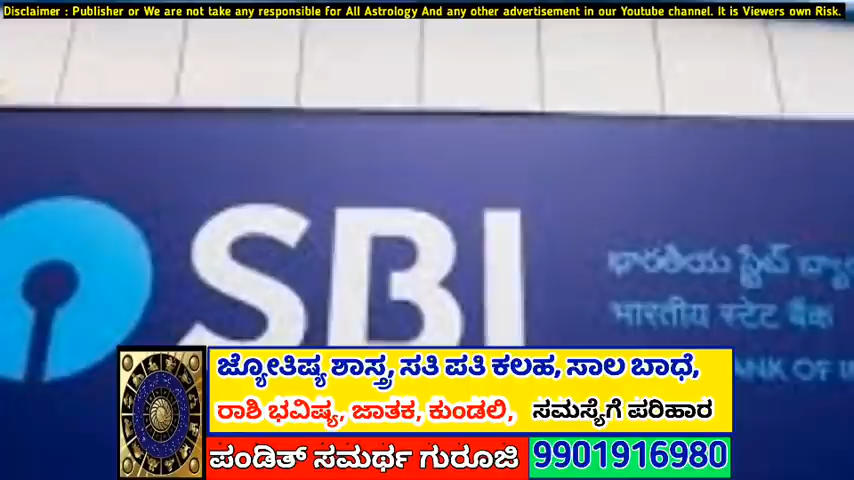 Disclaimer : Publisher or We are not take any responsible for All Astrology And any other advertisement in our Youtube channel. It is Viewers own Risk.
SBI
భారతీయ స్టేట్
भारतीय स्टेट बैंक
ಜ್ಯೋತಿಷ್ಯ ಶಾಸ್ತ್ರ, ಸತಿ ಪತಿ ಕಲಹ, ಸಾಲ ಬಾಧೆ,
ರಾಶಿ ಭವಿಷ್ಯ, ಜಾತಕ, ಕುಂಡಲಿ, ಸಮಸ್ಯೆಗೆ ಪರಿಹಾರ
ಪಂಡಿತ್ ಸಮರ್ಥ ಗುರೂಜಿ 9901916980